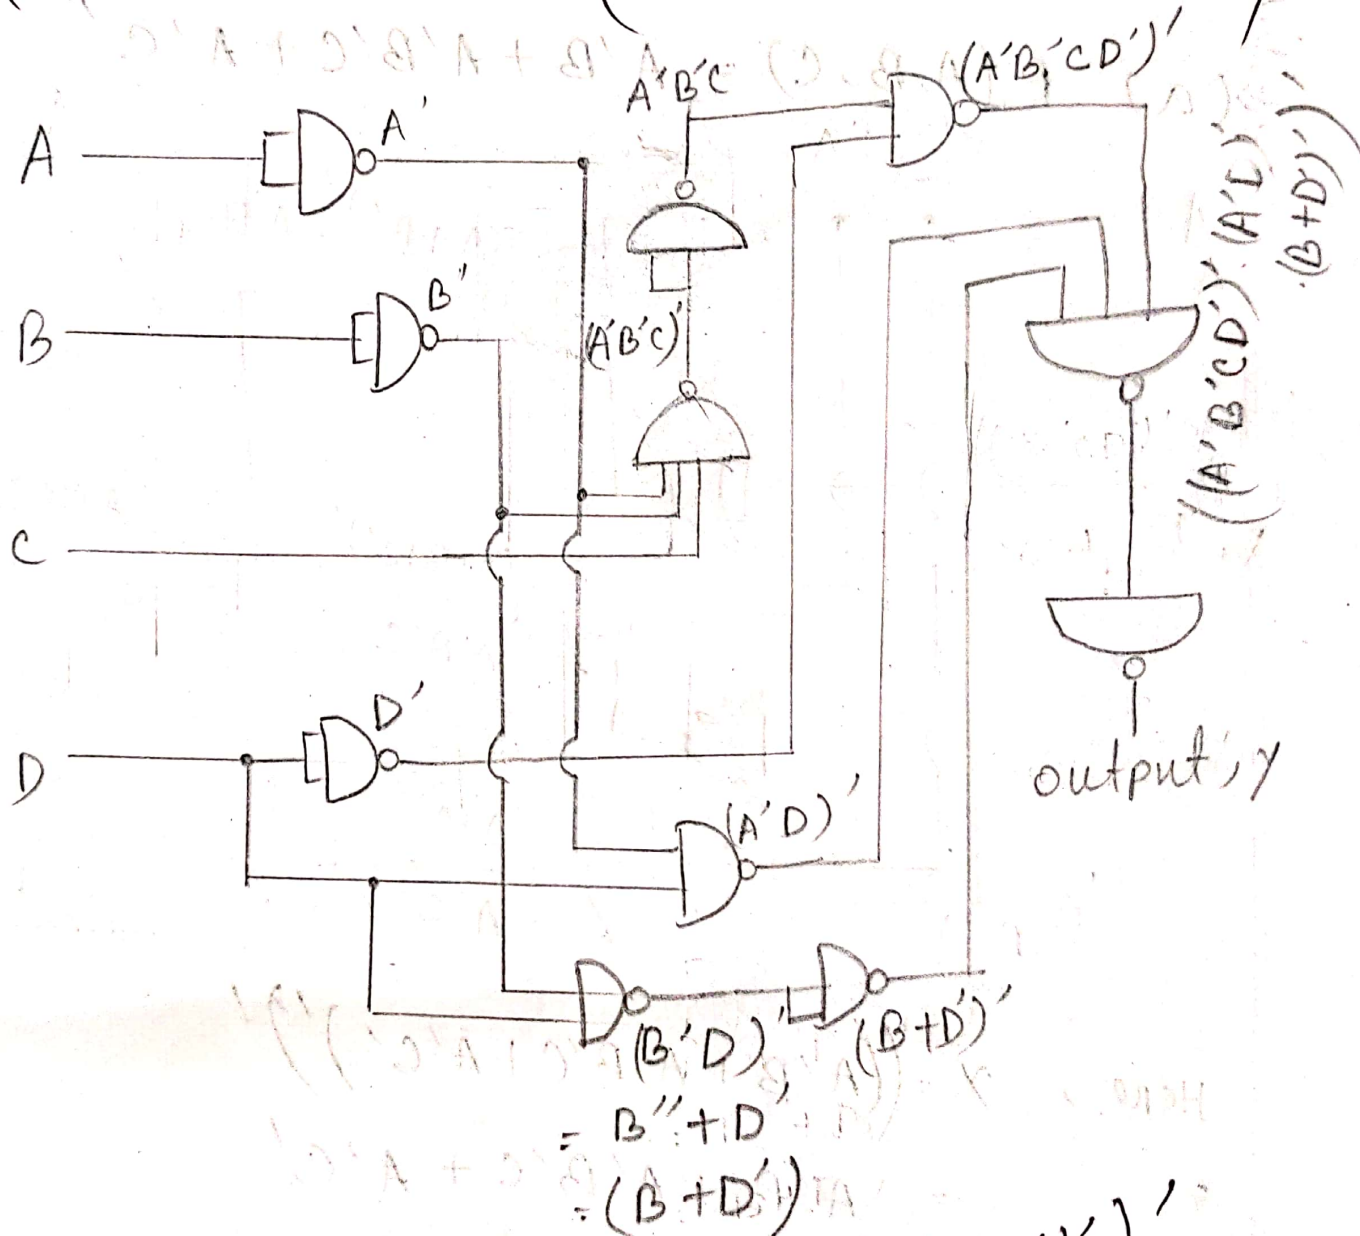 A
A'
A'B'C
(A'B'CD')'
B
B'
(A'B'C)'
((A'B'CD')'.(A'D)'
.(B+D')')'
C
D
D'
(A'D)'
output, y
(B'D)'
(B+D')'
= B''+D'
= (B+D')